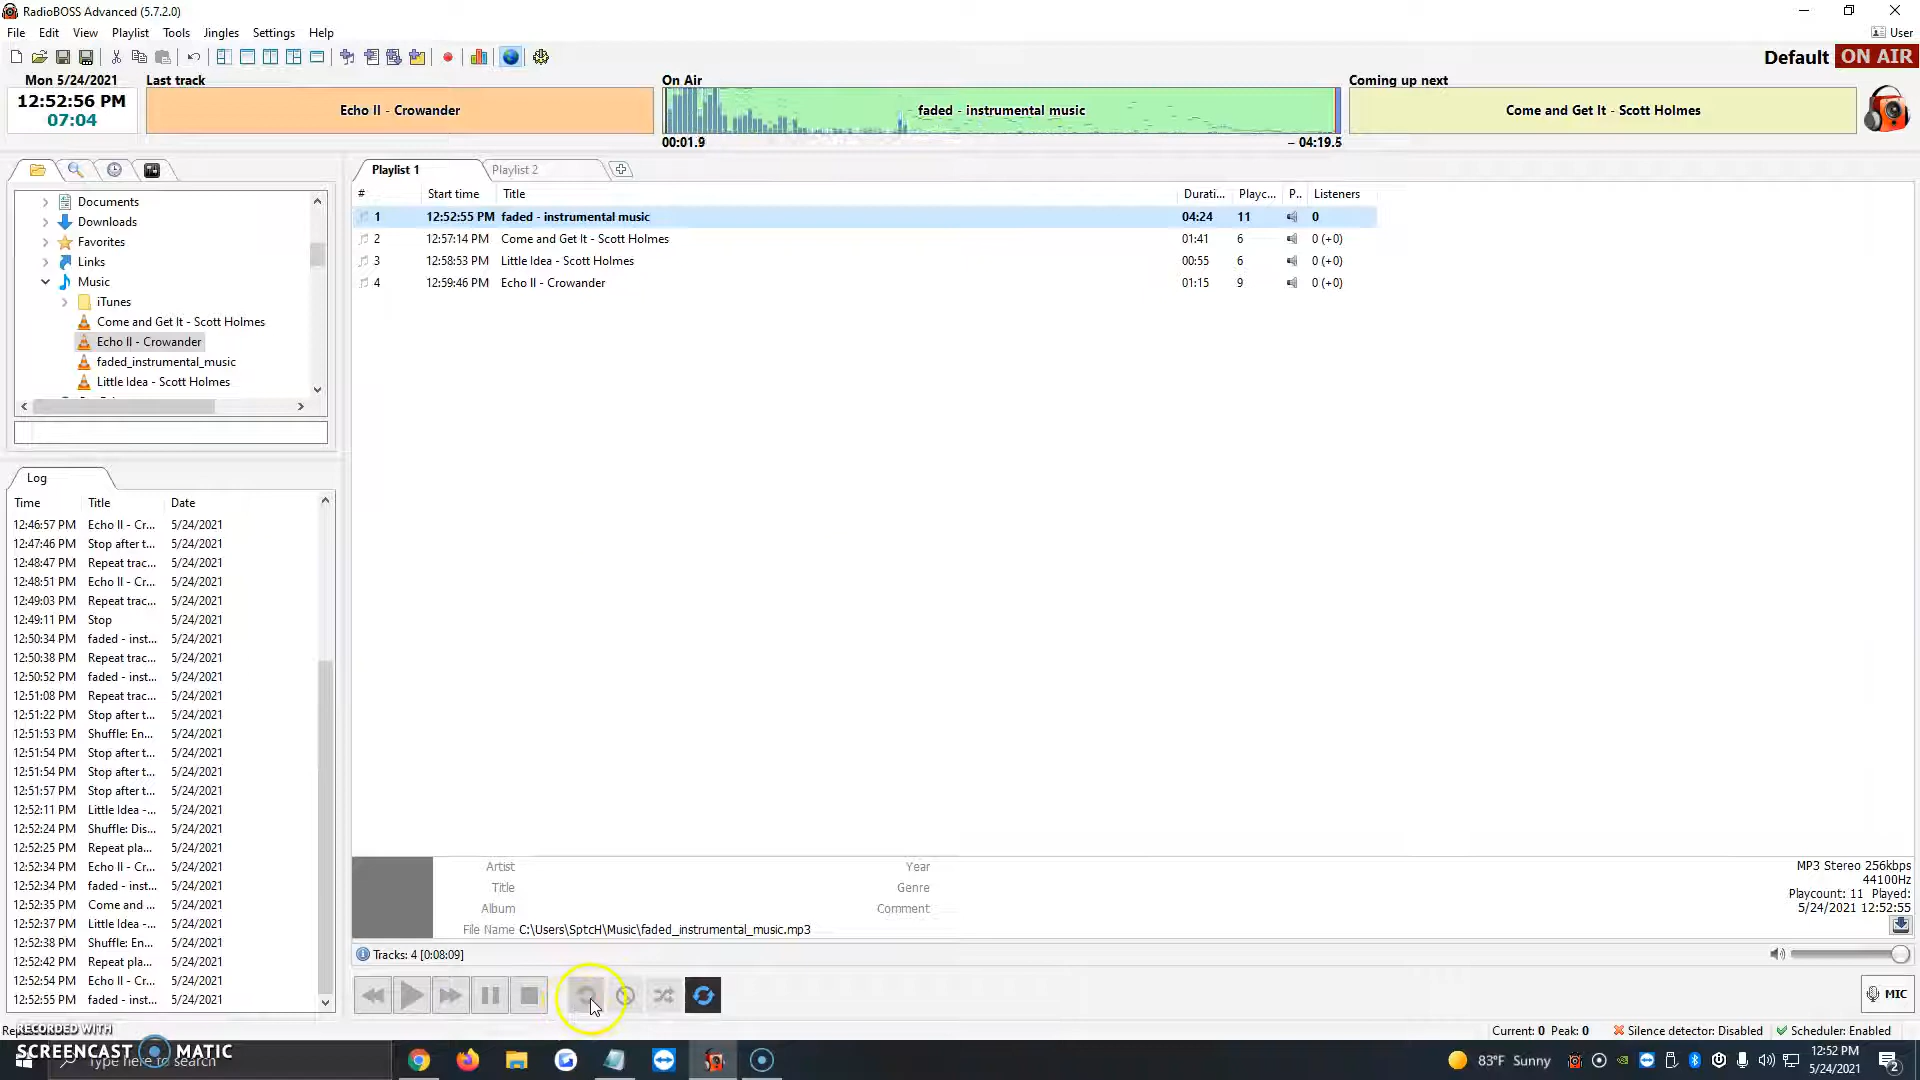 RadioBOSS Advanced (5.7.2.0)
File Edit View Playlist Tools Jingles Settings Help
User
Default ON AIR
Mon 5/24/2021
12:52:56 PM
07:04
Last track
Echo II - Crowander
On Air
faded - instrumental music
00:01.9
– 04:19.5
Coming up next
Come and Get It - Scott Holmes
Documents
Downloads
Favorites
Links
Music
iTunes
Come and Get It - Scott Holmes
Echo II - Crowander
faded_instrumental_music
Little Idea - Scott Holmes
Playlist 1
Playlist 2
# Start time Title Durati... Playc... P.. Listeners
1 12:52:55 PM faded - instrumental music 04:24 11 0
2 12:57:14 PM Come and Get It - Scott Holmes 01:41 6 0 (+0)
3 12:58:53 PM Little Idea - Scott Holmes 00:55 6 0 (+0)
4 12:59:46 PM Echo II - Crowander 01:15 9 0 (+0)
Log
Time Title Date
12:46:57 PM Echo II - Cr... 5/24/2021
12:47:46 PM Stop after t... 5/24/2021
12:48:47 PM Repeat trac... 5/24/2021
12:48:51 PM Echo II - Cr... 5/24/2021
12:49:03 PM Repeat trac... 5/24/2021
12:49:11 PM Stop 5/24/2021
12:50:34 PM faded - inst... 5/24/2021
12:50:38 PM Repeat trac... 5/24/2021
12:50:52 PM faded - inst... 5/24/2021
12:51:08 PM Repeat trac... 5/24/2021
12:51:22 PM Stop after t... 5/24/2021
12:51:53 PM Shuffle: En... 5/24/2021
12:51:54 PM Stop after t... 5/24/2021
12:51:54 PM Stop after t... 5/24/2021
12:51:57 PM Stop after t... 5/24/2021
12:52:11 PM Little Idea -... 5/24/2021
12:52:24 PM Shuffle: Dis... 5/24/2021
12:52:25 PM Repeat pla... 5/24/2021
12:52:34 PM Echo II - Cr... 5/24/2021
12:52:34 PM faded - inst... 5/24/2021
12:52:35 PM Come and ... 5/24/2021
12:52:37 PM Little Idea -... 5/24/2021
12:52:38 PM Shuffle: En... 5/24/2021
12:52:42 PM Repeat pla... 5/24/2021
12:52:54 PM Echo II - Cr... 5/24/2021
12:52:55 PM faded - inst... 5/24/2021
Artist Year
Title Genre
Album Comment
File Name C:\Users\SptcH\Music\faded_instrumental_music.mp3
MP3 Stereo 256kbps
44100Hz
Playcount: 11 Played:
5/24/2021 12:52:55
Tracks: 4 [0:08:09]
MIC
Current: 0 Peak: 0 Silence detector: Disabled Scheduler: Enabled
RECORDED WITH
SCREENCAST MATIC
Type here to search
83°F Sunny
12:52 PM
5/24/2021
2